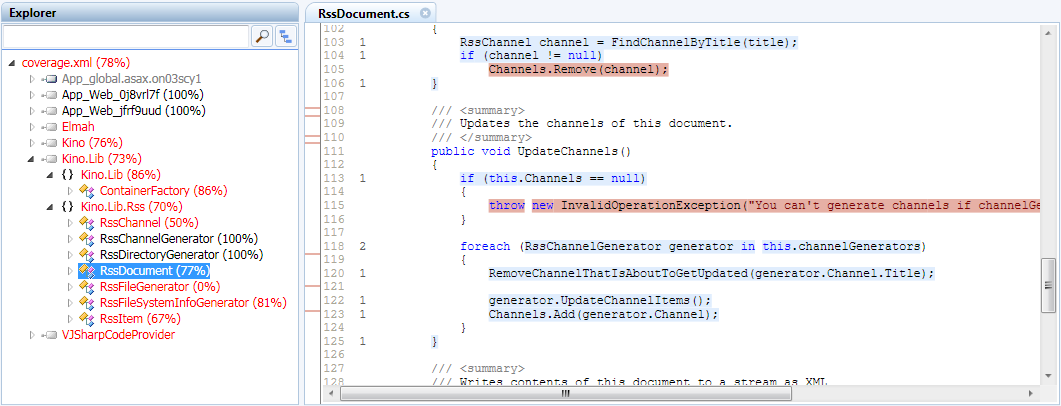 Explorer
coverage.xml (78%)
App_global.asax.on03scy1
App_Web_0j8vrl7f (100%)
App_Web_jfrf9uud (100%)
Elmah
Kino (76%)
Kino.Lib (73%)
{} Kino.Lib (86%)
ContainerFactory (86%)
{} Kino.Lib.Rss (70%)
RssChannel (50%)
RssChannelGenerator (100%)
RssDirectoryGenerator (100%)
RssDocument (77%)
RssFileGenerator (0%)
RssFileSystemInfoGenerator (81%)
RssItem (67%)
VJSharpCodeProvider
RssDocument.cs
102 {
103 1 RssChannel channel = FindChannelByTitle(title);
104 1 if (channel != null)
105 Channels.Remove(channel);
106 1 }
107
108 /// <summary>
109 /// Updates the channels of this document.
110 /// </summary>
111 public void UpdateChannels()
112 {
113 1 if (this.Channels == null)
114 {
115 throw new InvalidOperationException("You can't generate channels if channelGe
116 }
117
118 2 foreach (RssChannelGenerator generator in this.channelGenerators)
119 {
120 1 RemoveChannelThatIsAboutToGetUpdated(generator.Channel.Title);
121
122 1 generator.UpdateChannelItems();
123 1 Channels.Add(generator.Channel);
124 }
125 1 }
126
127 /// <summary>
128 /// Writes contents of this document to a stream as XML